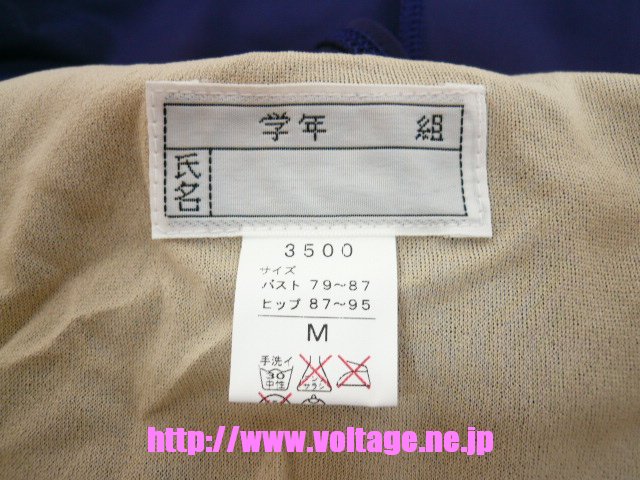 学年 組
氏名
3500
サイズ
バスト 79～87
ヒップ 87～95
M
手洗イ
30
中性
http://www.voltage.ne.jp